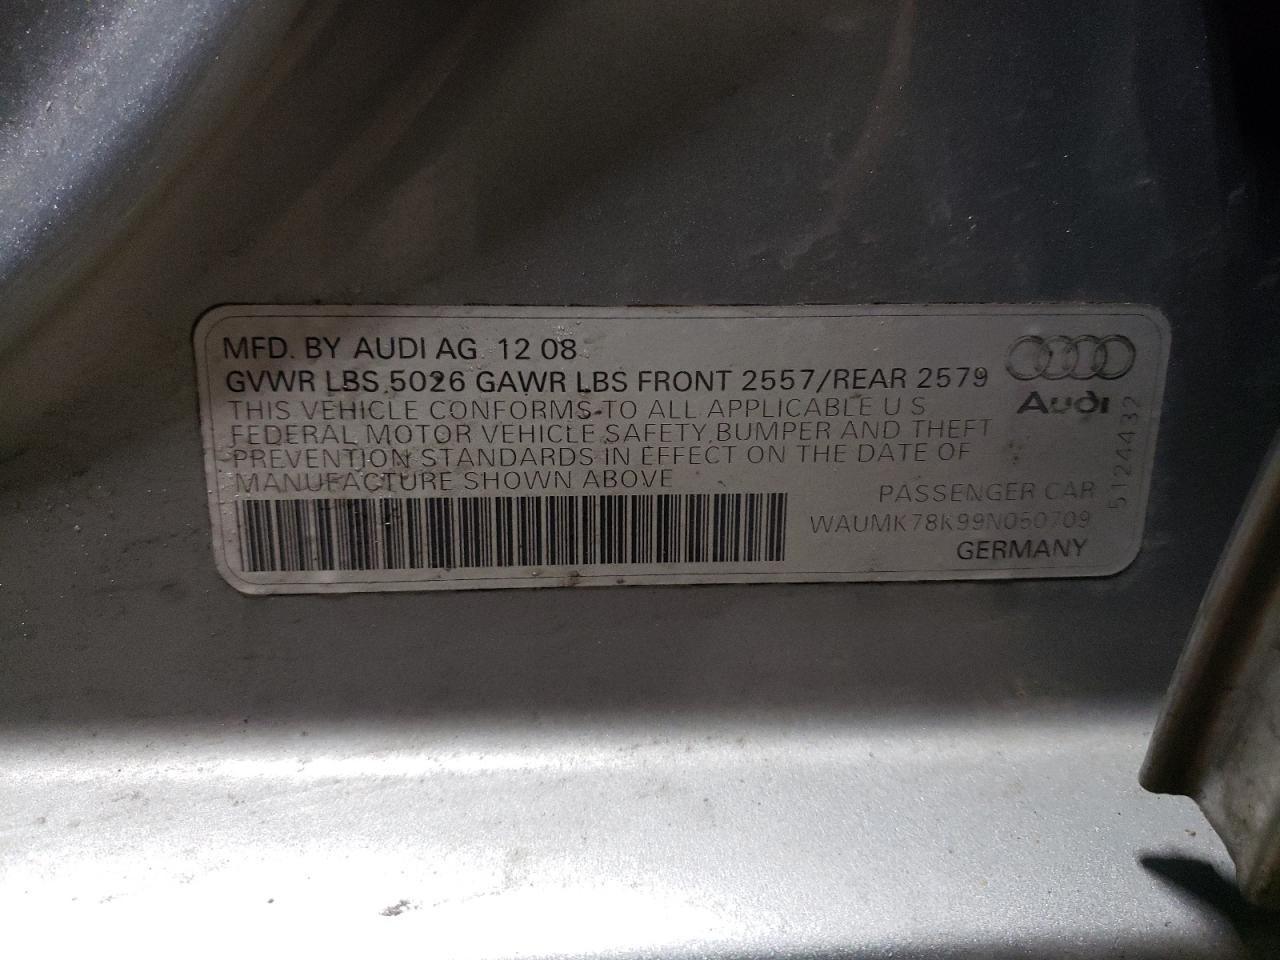 MFD. BY AUDI AG 12 08
GVWR LBS 5026 GAWR LBS FRONT 2557/REAR 2579
THIS VEHICLE CONFORMS TO ALL APPLICABLE U S
FEDERAL MOTOR VEHICLE SAFETY, BUMPER AND THEFT
PREVENTION STANDARDS IN EFFECT ON THE DATE OF
MANUFACTURE SHOWN ABOVE
Audi
5124432
PASSENGER CAR
WAUMK78K99N050709
GERMANY